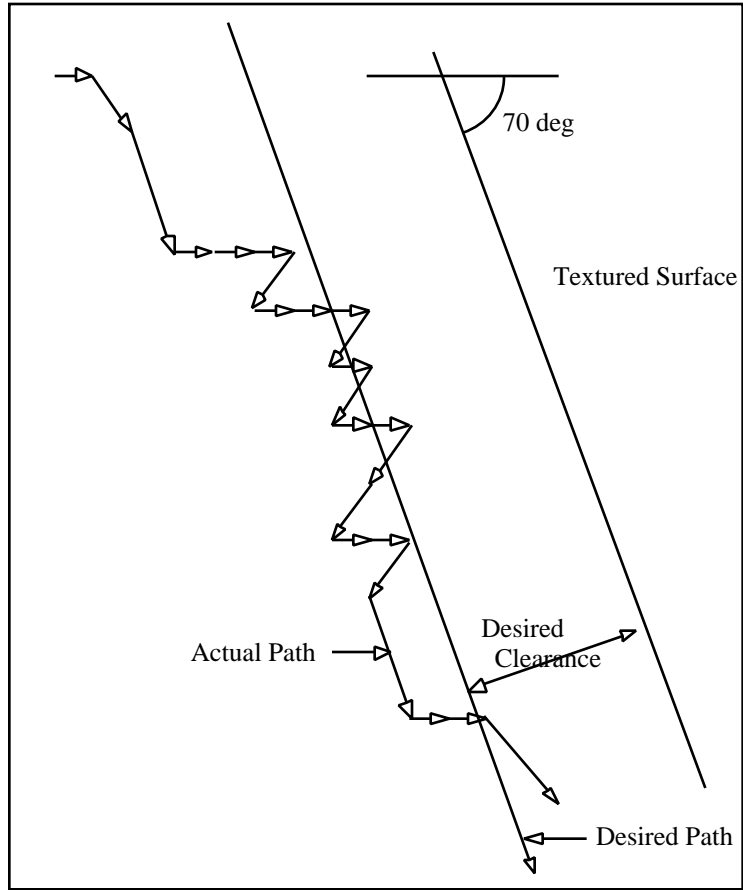 70 deg
Textured Surface
Desired
Clearance
Actual Path
Desired Path